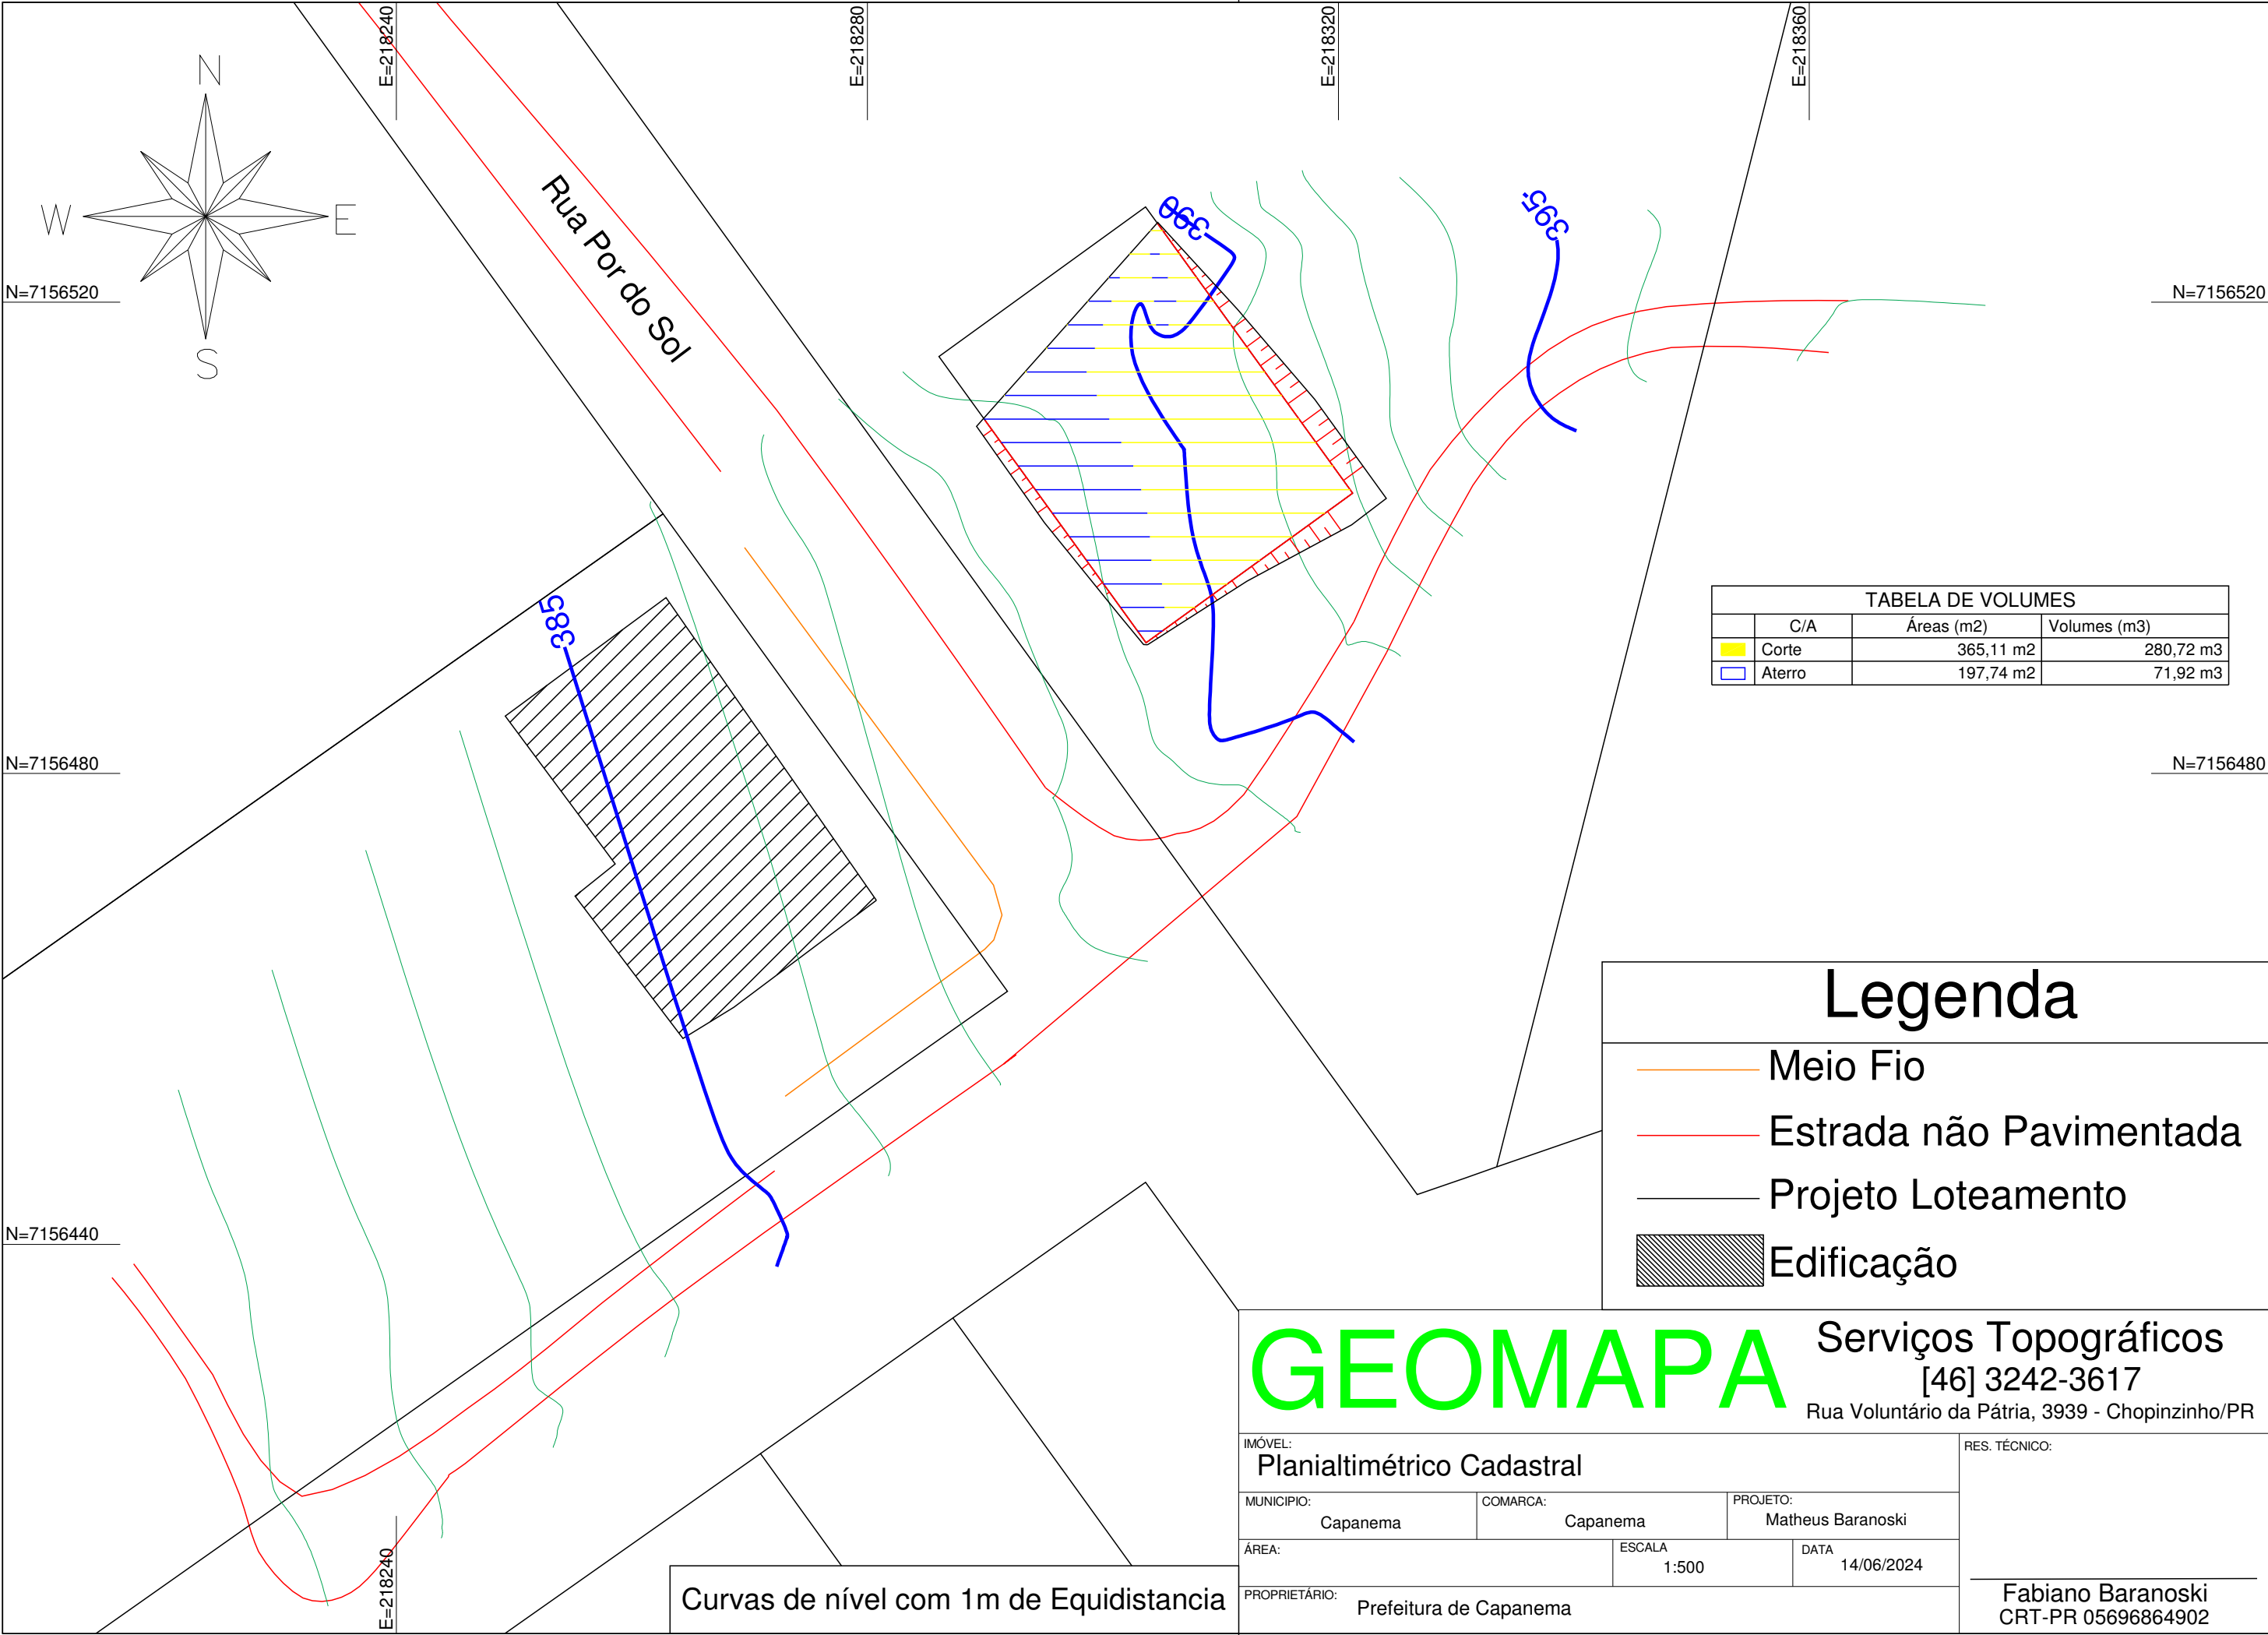 E=218240
E=218280
E=218320
E=218360
N
W
E
S
Rua Por do Sol
390
395
N=7156520
N=7156520
385
TABELA DE VOLUMES
C/A Áreas (m2) Volumes (m3)
Corte 365,11 m2 280,72 m3
Aterro 197,74 m2 71,92 m3
N=7156480
N=7156480
Legenda
Meio Fio
Estrada não Pavimentada
Projeto Loteamento
Edificação
N=7156440
E=218240
Curvas de nível com 1m de Equidistancia
GEOMAPA
Serviços Topográficos
[46] 3242-3617
Rua Voluntário da Pátria, 3939 - Chopinzinho/PR
IMÓVEL:
Planialtimétrico Cadastral
RES. TÉCNICO:
MUNICIPIO:
Capanema
COMARCA:
Capanema
PROJETO:
Matheus Baranoski
ÁREA:
ESCALA
1:500
DATA
14/06/2024
PROPRIETÁRIO:
Prefeitura de Capanema
Fabiano Baranoski
CRT-PR 05696864902